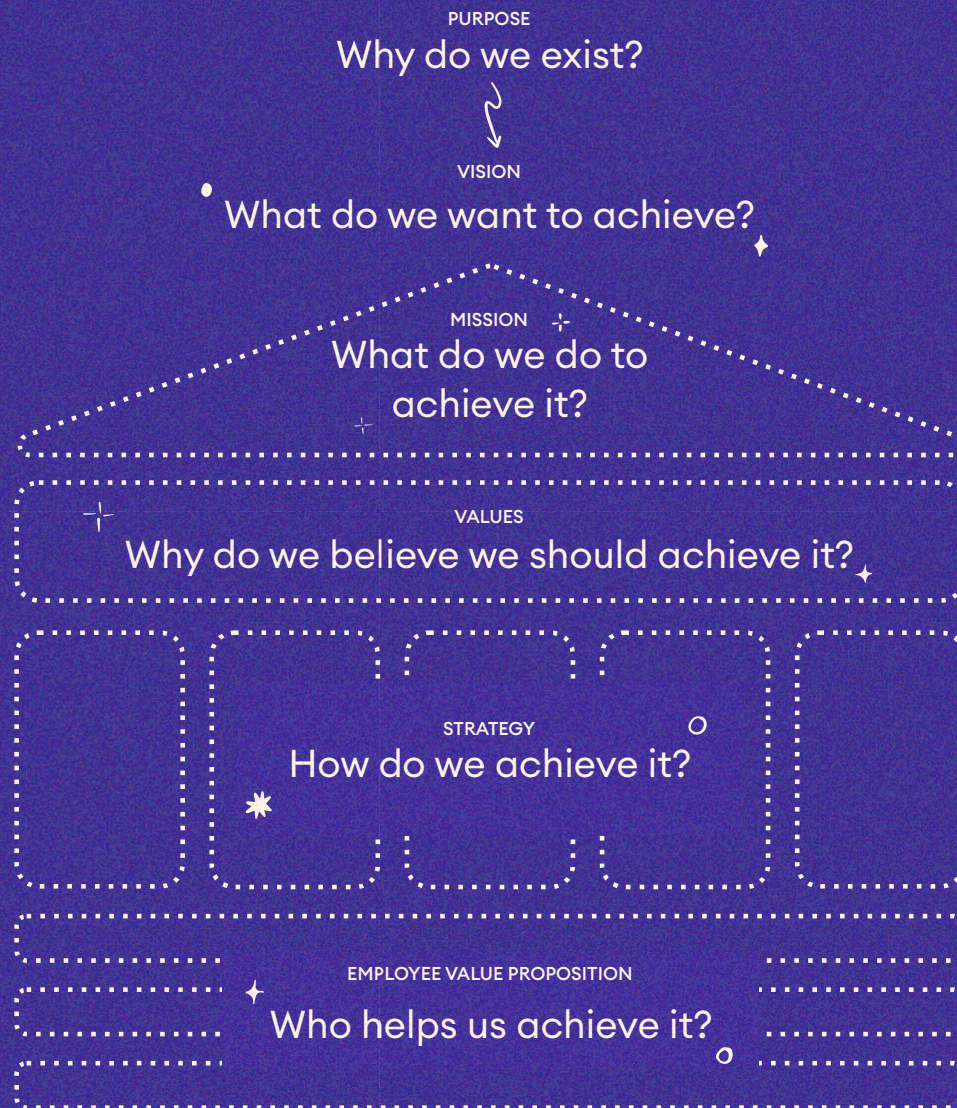 PURPOSE
Why do we exist?
VISION
What do we want to achieve?
MISSION
What do we do to
achieve it?
VALUES
Why do we believe we should achieve it?
STRATEGY
How do we achieve it?
EMPLOYEE VALUE PROPOSITION
Who helps us achieve it?